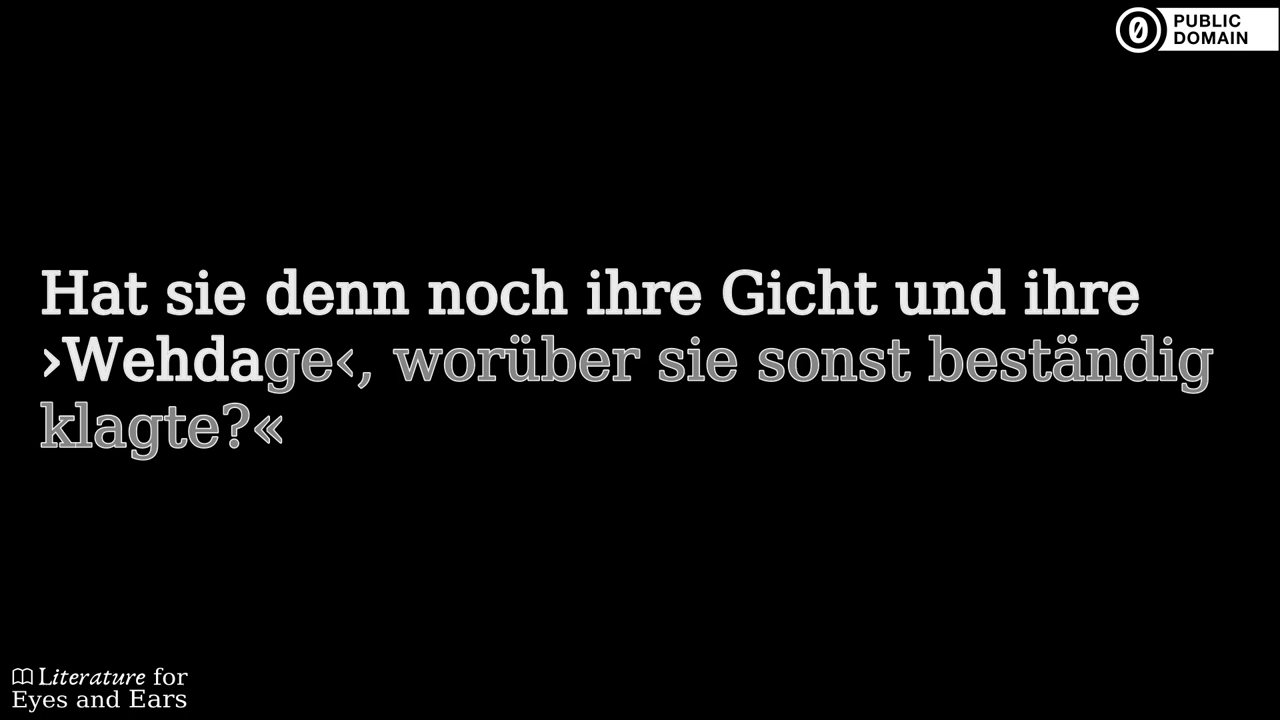 PUBLIC
DOMAIN
Hat sie denn noch ihre Gicht und ihre
›Wehdage‹, worüber sie sonst beständig
klagte?«
Literature for
Eyes and Ears